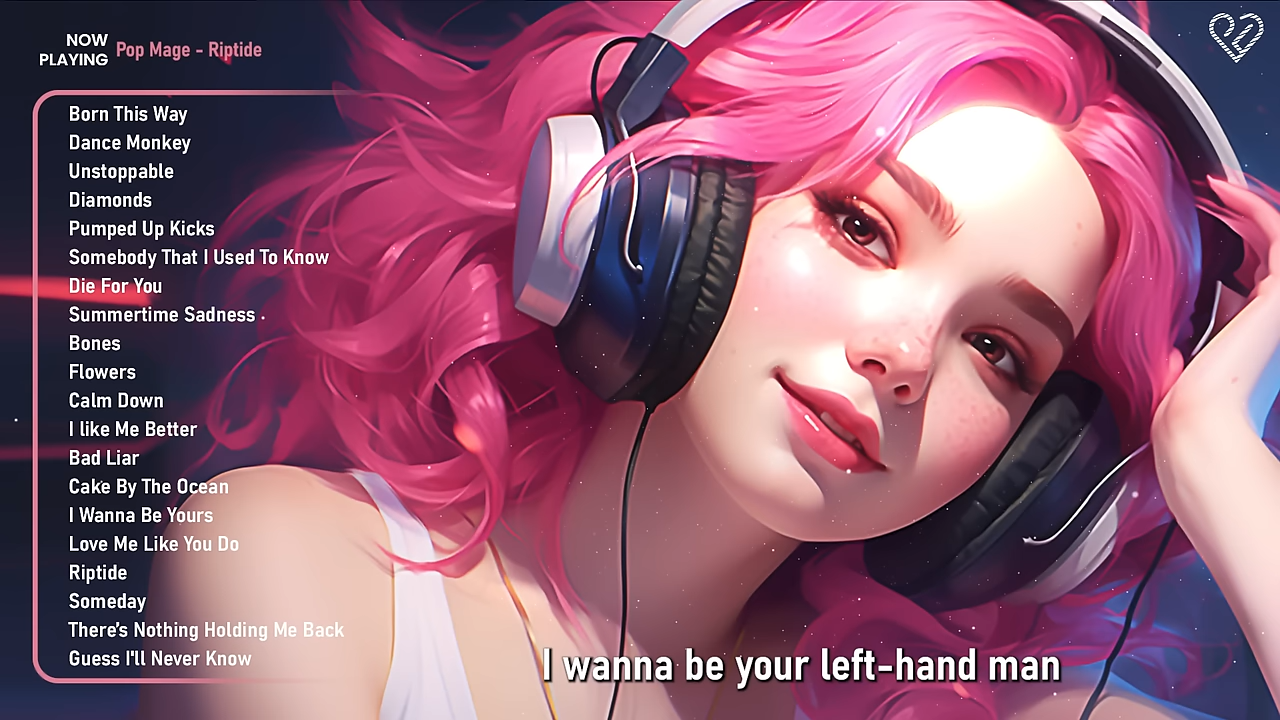 NOW
PLAYING
Pop Mage - Riptide
Born This Way
Dance Monkey
Unstoppable
Diamonds
Pumped Up Kicks
Somebody That I Used To Know
Die For You
Summertime Sadness
Bones
Flowers
Calm Down
I like Me Better
Bad Liar
Cake By The Ocean
I Wanna Be Yours
Love Me Like You Do
Riptide
Someday
There's Nothing Holding Me Back
Guess I'll Never Know
I wanna be your left-hand man